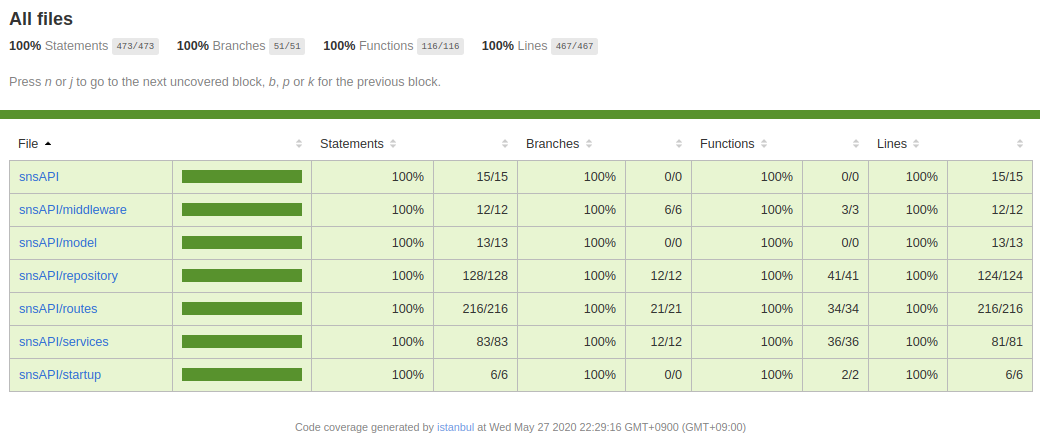 All files
100% Statements 473/473 100% Branches 51/51 100% Functions 116/116 100% Lines 467/467
Press n or j to go to the next uncovered block, b, p or k for the previous block.
File Statements Branches Functions Lines
snsAPI 100% 15/15 100% 0/0 100% 0/0 100% 15/15
snsAPI/middleware 100% 12/12 100% 6/6 100% 3/3 100% 12/12
snsAPI/model 100% 13/13 100% 0/0 100% 0/0 100% 13/13
snsAPI/repository 100% 128/128 100% 12/12 100% 41/41 100% 124/124
snsAPI/routes 100% 216/216 100% 21/21 100% 34/34 100% 216/216
snsAPI/services 100% 83/83 100% 12/12 100% 36/36 100% 81/81
snsAPI/startup 100% 6/6 100% 0/0 100% 2/2 100% 6/6
Code coverage generated by istanbul at Wed May 27 2020 22:29:16 GMT+0900 (GMT+09:00)